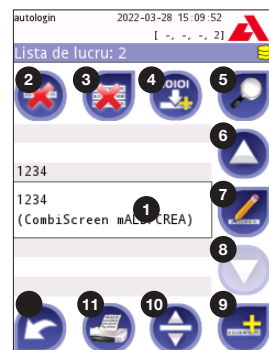 autologin 2022-03-28 15:09:52
[ -, -, -, 2]
Lista de lucru: 2
2 3 4 5
6
1234
7
1234
1
(CombiScreen mALB/CREA)
8
11 10 9